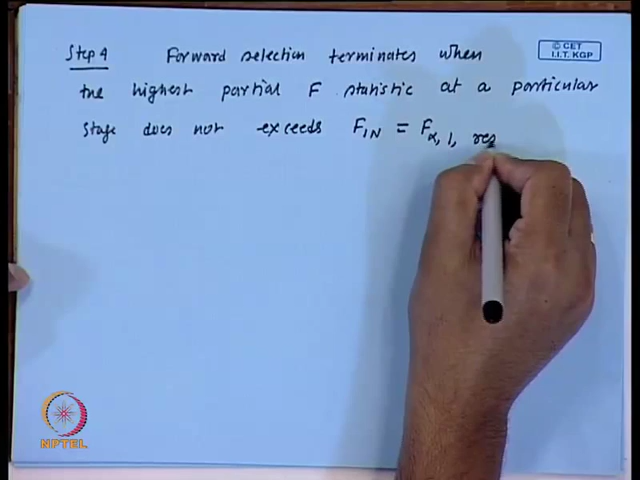 © CET
I.I.T. KGP
Step 4 Forward selection terminates when
the highest partial F statistic at a particular
stage does not exceeds F_IN = F_α, 1, res
NPTEL